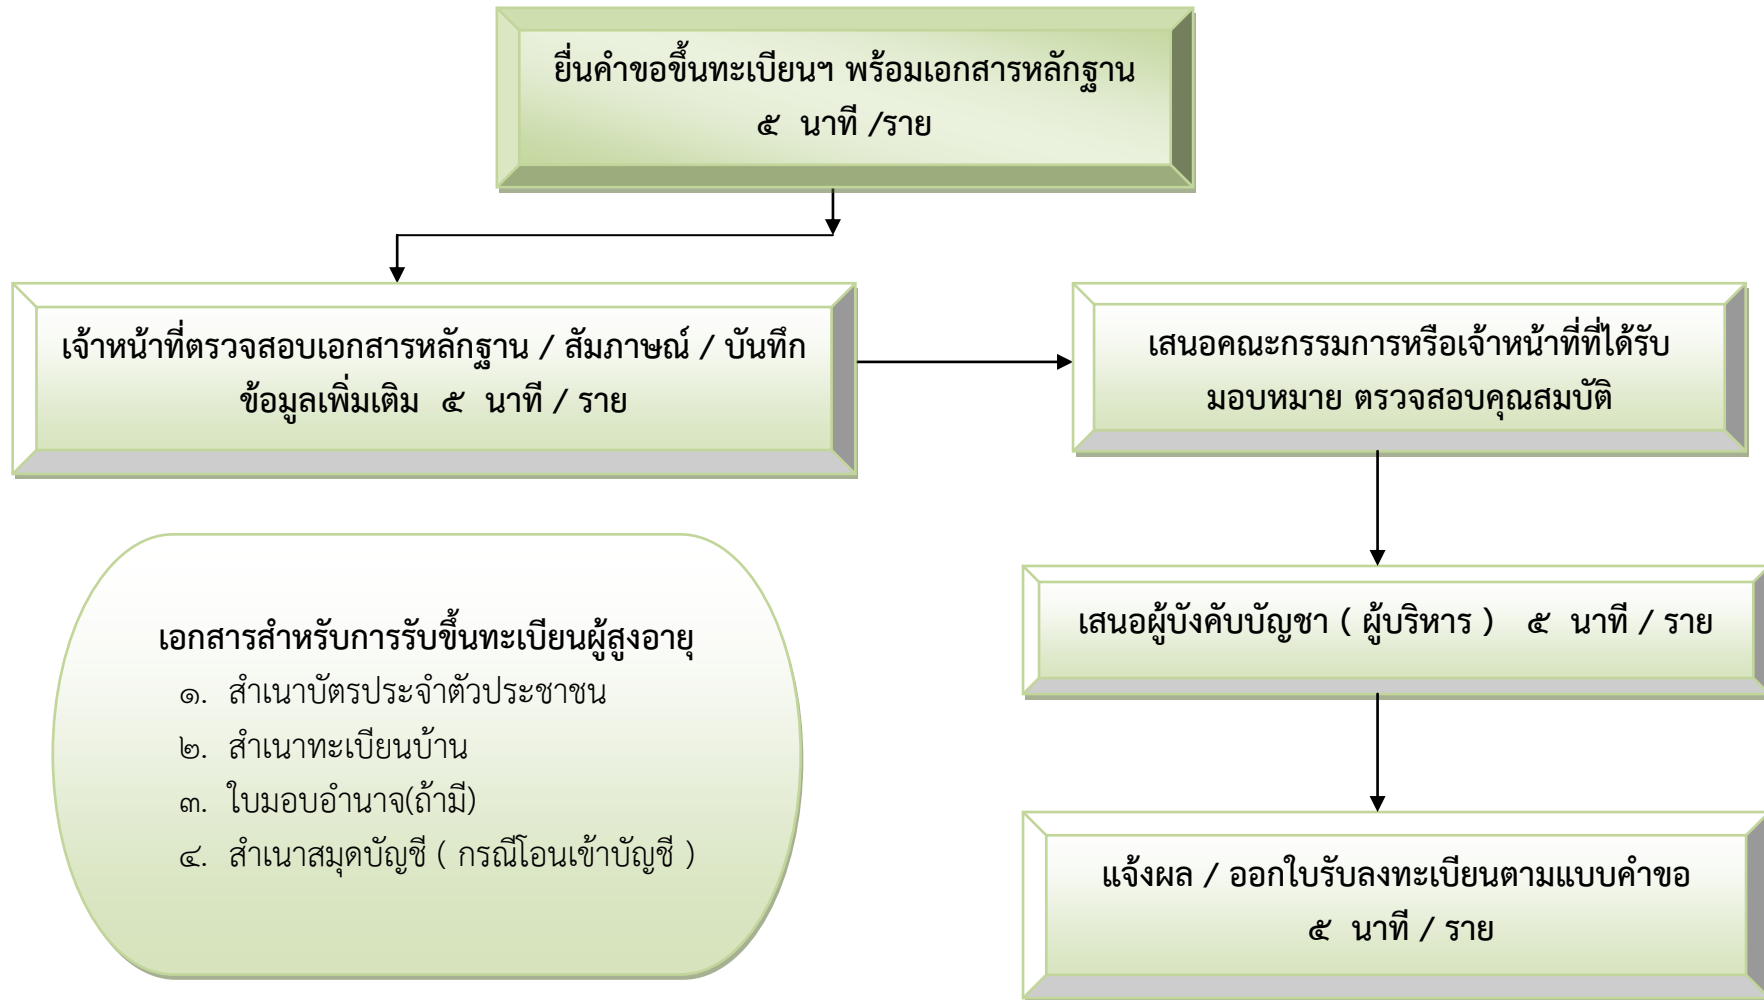 ยื่นคำขอขึ้นทะเบียนฯ พร้อมเอกสารหลักฐาน
๕ นาที /ราย
เจ้าหน้าที่ตรวจสอบเอกสารหลักฐาน / สัมภาษณ์ / บันทึก
ข้อมูลเพิ่มเติม ๕ นาที / ราย
เสนอคณะกรรมการหรือเจ้าหน้าที่ที่ได้รับ
มอบหมาย ตรวจสอบคุณสมบัติ
เสนอผู้บังคับบัญชา ( ผู้บริหาร ) ๕ นาที / ราย
แจ้งผล / ออกใบรับลงทะเบียนตามแบบคำขอ
๕ นาที / ราย
เอกสารสำหรับการรับขึ้นทะเบียนผู้สูงอายุ
๑. สำเนาบัตรประจำตัวประชาชน
๒. สำเนาทะเบียนบ้าน
๓. ใบมอบอำนาจ(ถ้ามี)
๔. สำเนาสมุดบัญชี ( กรณีโอนเข้าบัญชี )